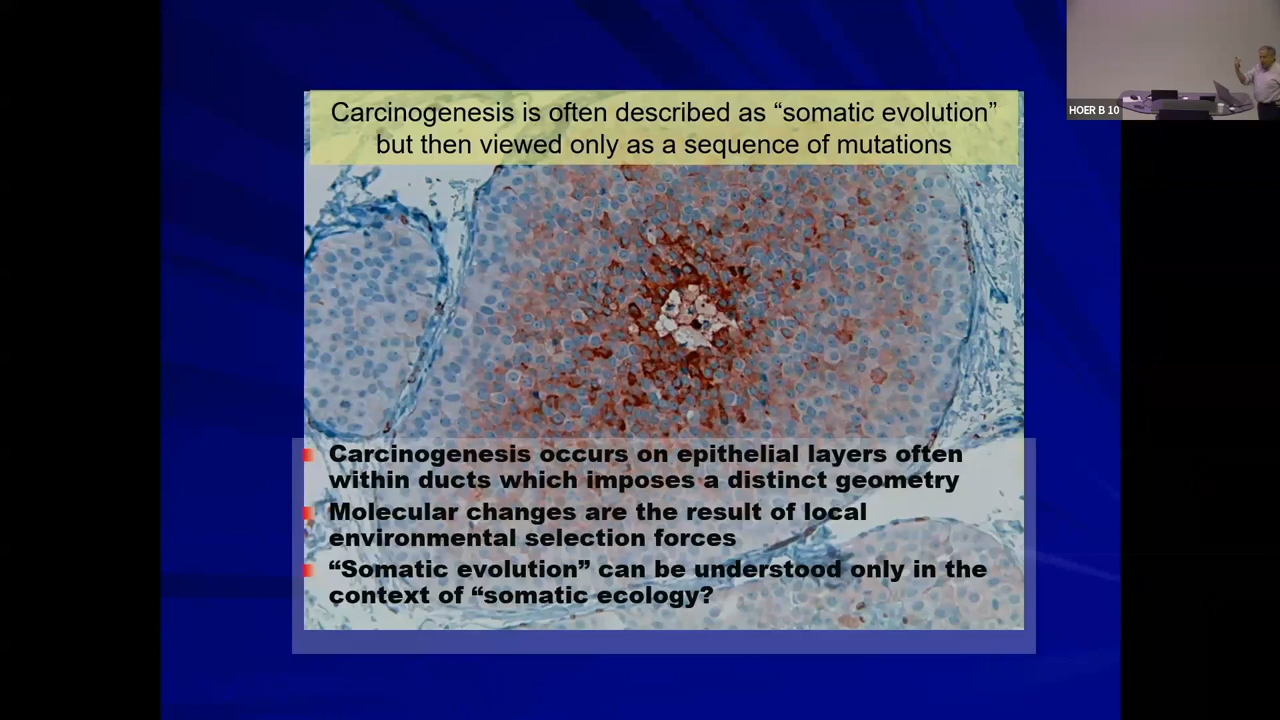 Carcinogenesis is often described as “somatic evolution”
but then viewed only as a sequence of mutations
HOER B 10
Carcinogenesis occurs on epithelial layers often
within ducts which imposes a distinct geometry
Molecular changes are the result of local
environmental selection forces
“Somatic evolution” can be understood only in the
context of “somatic ecology?